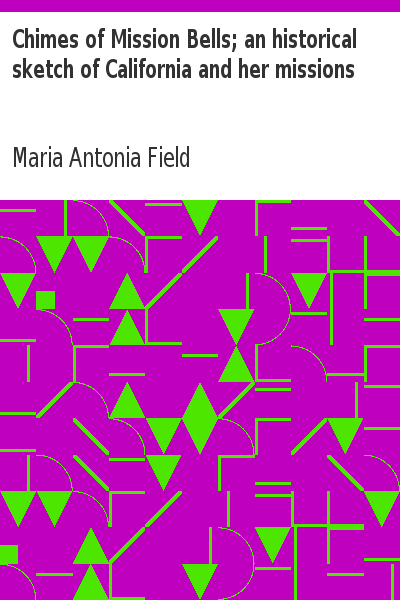 Chimes of Mission Bells; an historical
sketch of California and her missions
Maria Antonia Field